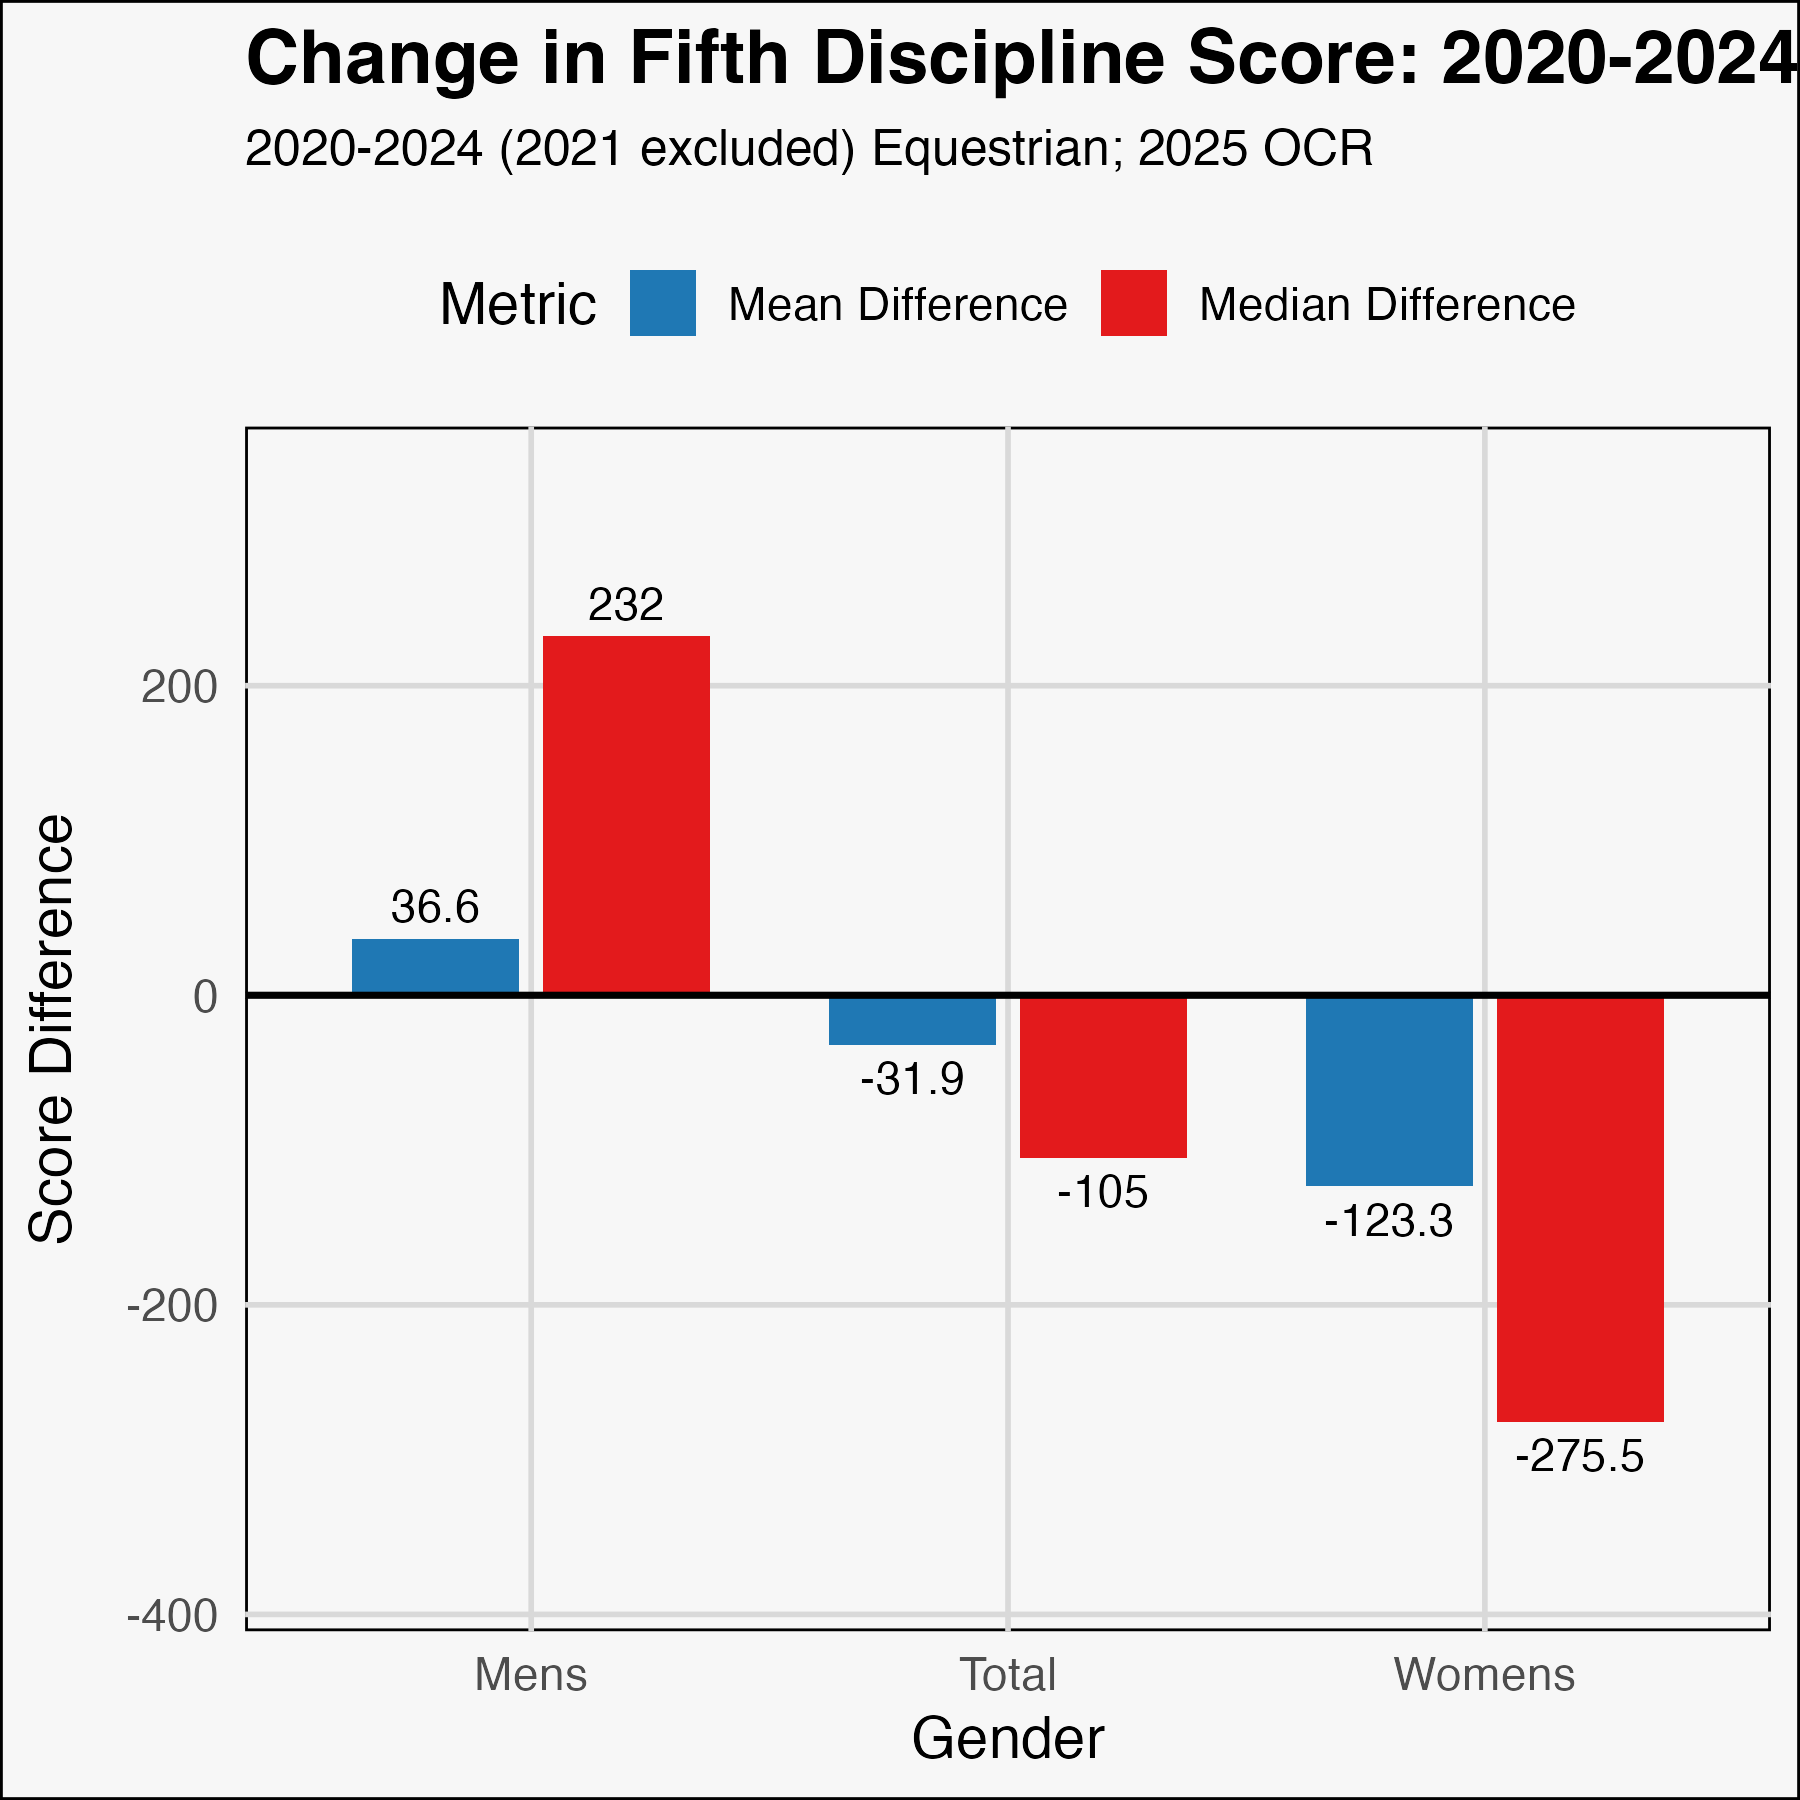 Change in Fifth Discipline Score: 2020-2024
2020-2024 (2021 excluded) Equestrian; 2025 OCR
Metric Mean Difference Median Difference
Score Difference
200
0
-200
-400
232
36.6
-31.9
-105
-123.3
-275.5
Mens Total Womens
Gender